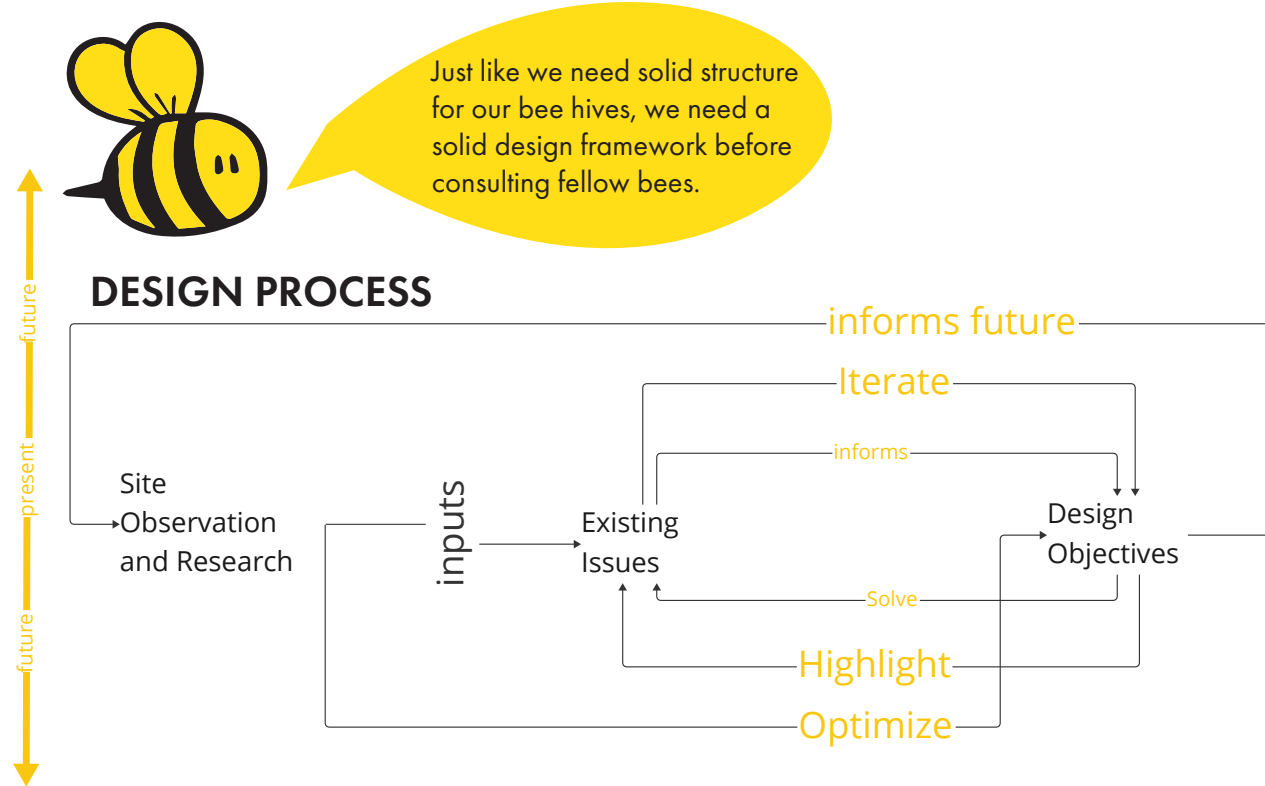 Just like we need solid structure
for our bee hives, we need a
solid design framework before
consulting fellow bees.
DESIGN PROCESS
informs future
Iterate
informs
Site
Observation
and Research
inputs
Existing
Issues
Design
Objectives
Solve
Highlight
Optimize
future
present
future